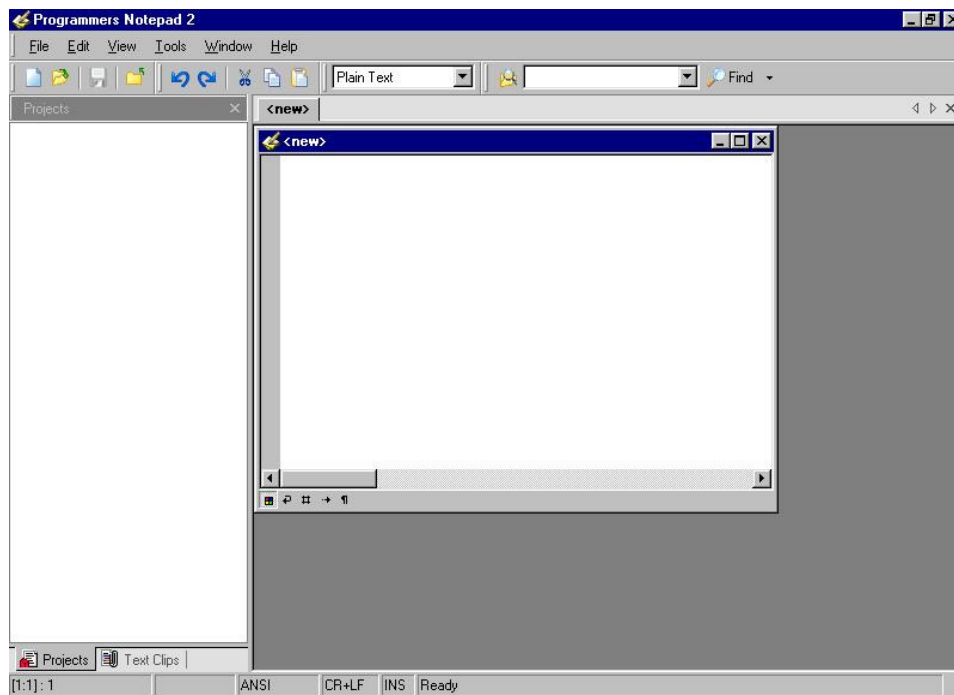 Programmers Notepad 2
File Edit View Tools Window Help
Plain Text Find
Projects <new>
<new>
Projects Text Clips
[1:1] : 1 ANSI CR+LF INS Ready